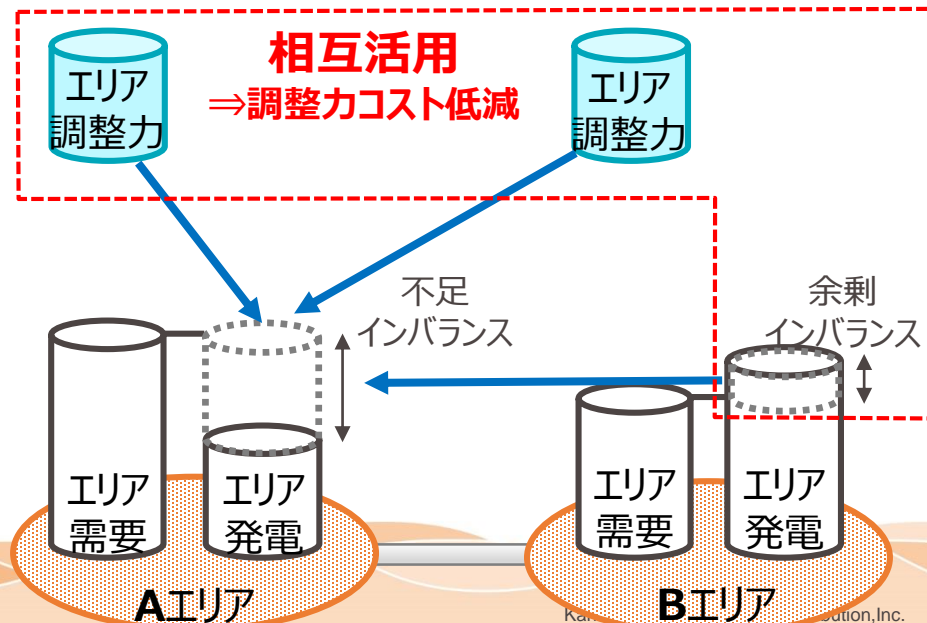 相互活用
⇒調整力コスト低減
エリア
調整力
エリア
調整力
不足
インバランス
余剰
インバランス
エリア
需要
エリア
発電
エリア
需要
エリア
発電
Aエリア
Bエリア
,Inc.